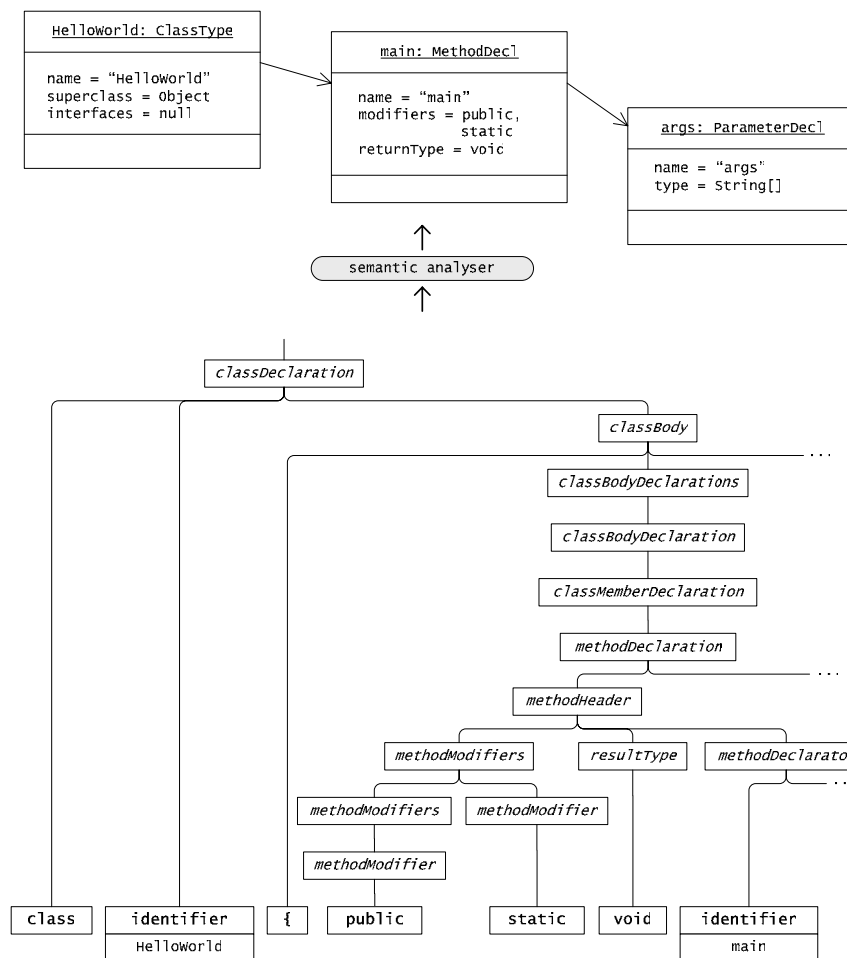 HelloWorld: ClassType
name = “HelloWorld”
superclass = Object
interfaces = null
main: MethodDecl
name = “main”
modifiers = public,
static
returnType = void
args: ParameterDecl
name = “args”
type = String[]
semantic analyser
classDeclaration
classBody
...
classBodyDeclarations
classBodyDeclaration
classMemberDeclaration
methodDeclaration
...
methodHeader
methodModifiers
resultType
methodDeclarato
...
methodModifiers
methodModifier
methodModifier
class
identifier
HelloWorld
{
public
static
void
identifier
main